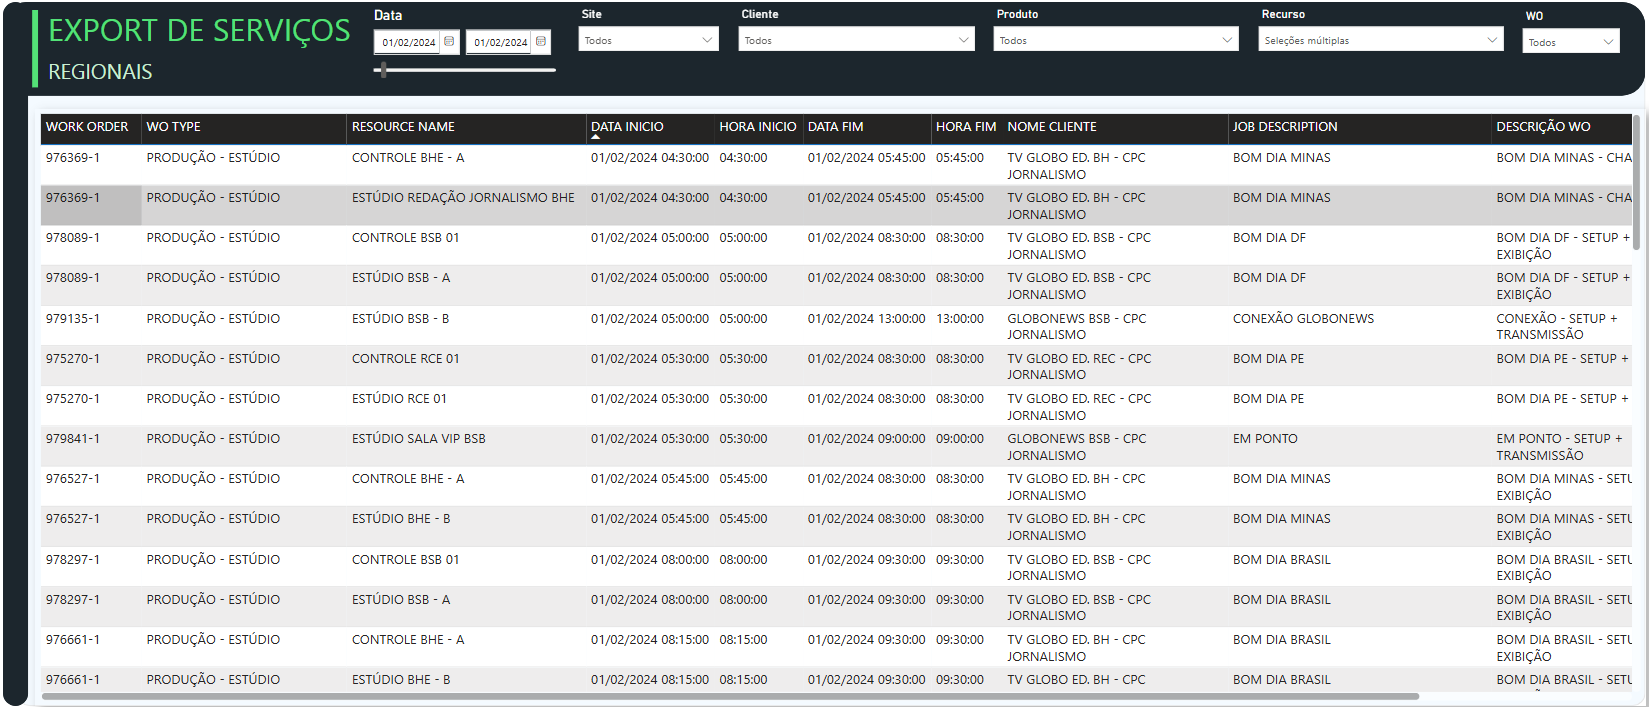 EXPORT DE SERVIÇOS
REGIONAIS
Data
01/02/2024 01/02/2024
Site
Todos
Cliente
Todos
Produto
Todos
Recurso
Seleções múltiplas
WO
Todos
WORK ORDER WO TYPE RESOURCE NAME DATA INICIO HORA INICIO DATA FIM HORA FIM NOME CLIENTE JOB DESCRIPTION DESCRIÇÃO WO
976369-1 PRODUÇÃO - ESTÚDIO CONTROLE BHE - A 01/02/2024 04:30:00 04:30:00 01/02/2024 05:45:00 05:45:00 TV GLOBO ED. BH - CPC BOM DIA MINAS BOM DIA MINAS - CHA
JORNALISMO
976369-1 PRODUÇÃO - ESTÚDIO ESTÚDIO REDAÇÃO JORNALISMO BHE 01/02/2024 04:30:00 04:30:00 01/02/2024 05:45:00 05:45:00 TV GLOBO ED. BH - CPC BOM DIA MINAS BOM DIA MINAS - CHA
JORNALISMO
978089-1 PRODUÇÃO - ESTÚDIO CONTROLE BSB 01 01/02/2024 05:00:00 05:00:00 01/02/2024 08:30:00 08:30:00 TV GLOBO ED. BSB - CPC BOM DIA DF BOM DIA DF - SETUP +
JORNALISMO EXIBIÇÃO
978089-1 PRODUÇÃO - ESTÚDIO ESTÚDIO BSB - A 01/02/2024 05:00:00 05:00:00 01/02/2024 08:30:00 08:30:00 TV GLOBO ED. BSB - CPC BOM DIA DF BOM DIA DF - SETUP +
JORNALISMO EXIBIÇÃO
979135-1 PRODUÇÃO - ESTÚDIO ESTÚDIO BSB - B 01/02/2024 05:00:00 05:00:00 01/02/2024 13:00:00 13:00:00 GLOBONEWS BSB - CPC CONEXÃO GLOBONEWS CONEXÃO - SETUP +
JORNALISMO TRANSMISSÃO
975270-1 PRODUÇÃO - ESTÚDIO CONTROLE RCE 01 01/02/2024 05:30:00 05:30:00 01/02/2024 08:30:00 08:30:00 TV GLOBO ED. REC - CPC BOM DIA PE BOM DIA PE - SETUP +
JORNALISMO
975270-1 PRODUÇÃO - ESTÚDIO ESTÚDIO RCE 01 01/02/2024 05:30:00 05:30:00 01/02/2024 08:30:00 08:30:00 TV GLOBO ED. REC - CPC BOM DIA PE BOM DIA PE - SETUP +
JORNALISMO
979841-1 PRODUÇÃO - ESTÚDIO ESTÚDIO SALA VIP BSB 01/02/2024 05:30:00 05:30:00 01/02/2024 09:00:00 09:00:00 GLOBONEWS BSB - CPC EM PONTO EM PONTO - SETUP +
JORNALISMO TRANSMISSÃO
976527-1 PRODUÇÃO - ESTÚDIO CONTROLE BHE - A 01/02/2024 05:45:00 05:45:00 01/02/2024 08:30:00 08:30:00 TV GLOBO ED. BH - CPC BOM DIA MINAS BOM DIA MINAS - SETU
JORNALISMO EXIBIÇÃO
976527-1 PRODUÇÃO - ESTÚDIO ESTÚDIO BHE - B 01/02/2024 05:45:00 05:45:00 01/02/2024 08:30:00 08:30:00 TV GLOBO ED. BH - CPC BOM DIA MINAS BOM DIA MINAS - SETU
JORNALISMO EXIBIÇÃO
978297-1 PRODUÇÃO - ESTÚDIO CONTROLE BSB 01 01/02/2024 08:00:00 08:00:00 01/02/2024 09:30:00 09:30:00 TV GLOBO ED. BSB - CPC BOM DIA BRASIL BOM DIA BRASIL - SETU
JORNALISMO EXIBIÇÃO
978297-1 PRODUÇÃO - ESTÚDIO ESTÚDIO BSB - A 01/02/2024 08:00:00 08:00:00 01/02/2024 09:30:00 09:30:00 TV GLOBO ED. BSB - CPC BOM DIA BRASIL BOM DIA BRASIL - SETU
JORNALISMO EXIBIÇÃO
976661-1 PRODUÇÃO - ESTÚDIO CONTROLE BHE - A 01/02/2024 08:15:00 08:15:00 01/02/2024 09:30:00 09:30:00 TV GLOBO ED. BH - CPC BOM DIA BRASIL BOM DIA BRASIL - SETU
JORNALISMO EXIBIÇÃO
976661-1 PRODUÇÃO - ESTÚDIO ESTÚDIO BHE - B 01/02/2024 08:15:00 08:15:00 01/02/2024 09:30:00 09:30:00 TV GLOBO ED. BH - CPC BOM DIA BRASIL BOM DIA BRASIL - SETU